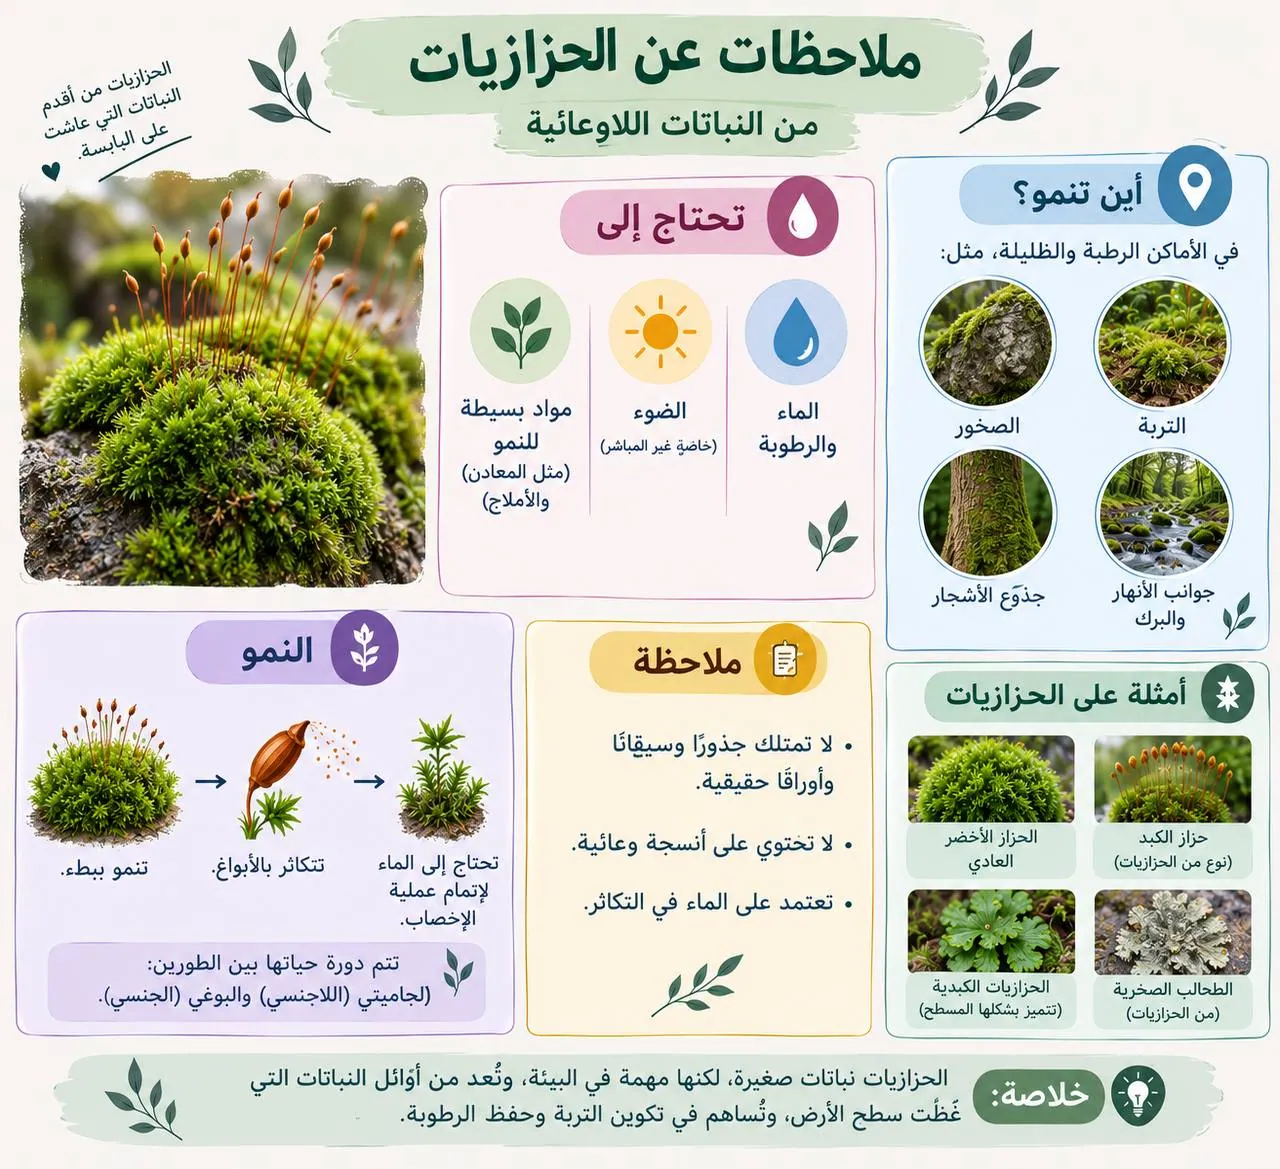 ملاحظات عن الحزازيات
من النباتات اللاوعائية
الحزازيات من أقدم
النباتات التي عاشت
على اليابسة.
أين تنمو؟
في الأماكن الرطبة والظليلة، مثل:
التربة
الصخور
جوانب الأنهار
والبرك
جذوع الأشجار
تحتاج إلى
الماء
والرطوبة
الضوء
(خاصة غير المباشر)
مواد بسيطة
للنمو
(مثل المعادن)
والأملاح)
النمو
تنمو ببطء.
تتكاثر بالأبواغ.
تحتاج إلى الماء
لإتمام عملية
الإخصاب.
تتم دورة حياتها بين الطورين:
(لجاميتي (اللاجنسي) والبوغي (الجنسي).
ملاحظة
• لا تمتلك جذورًا وسيقانًا
وأوراقًا حقيقية.
• لا تختوي على أنسجة وعائية.
• تعتمد على الماء في التكاثر.
أمثلة على الحزازيات
حزاز الكبد
(نوع من الحزازيات)
الحزاز الأخضر
العادي
الطحالب الصخرية
(من الحزازيات)
الحزازيات الكبدية
(تتميز بشكلها المسطح)
خلاصة:
الحزازيات نباتات صغيرة، لكنها مهمة في البيئة، وتُعد من أوائل النباتات التي
غَظَّت سطح الأرض، وتُساهم في تكوين التربة وحفظ الرطوبة.